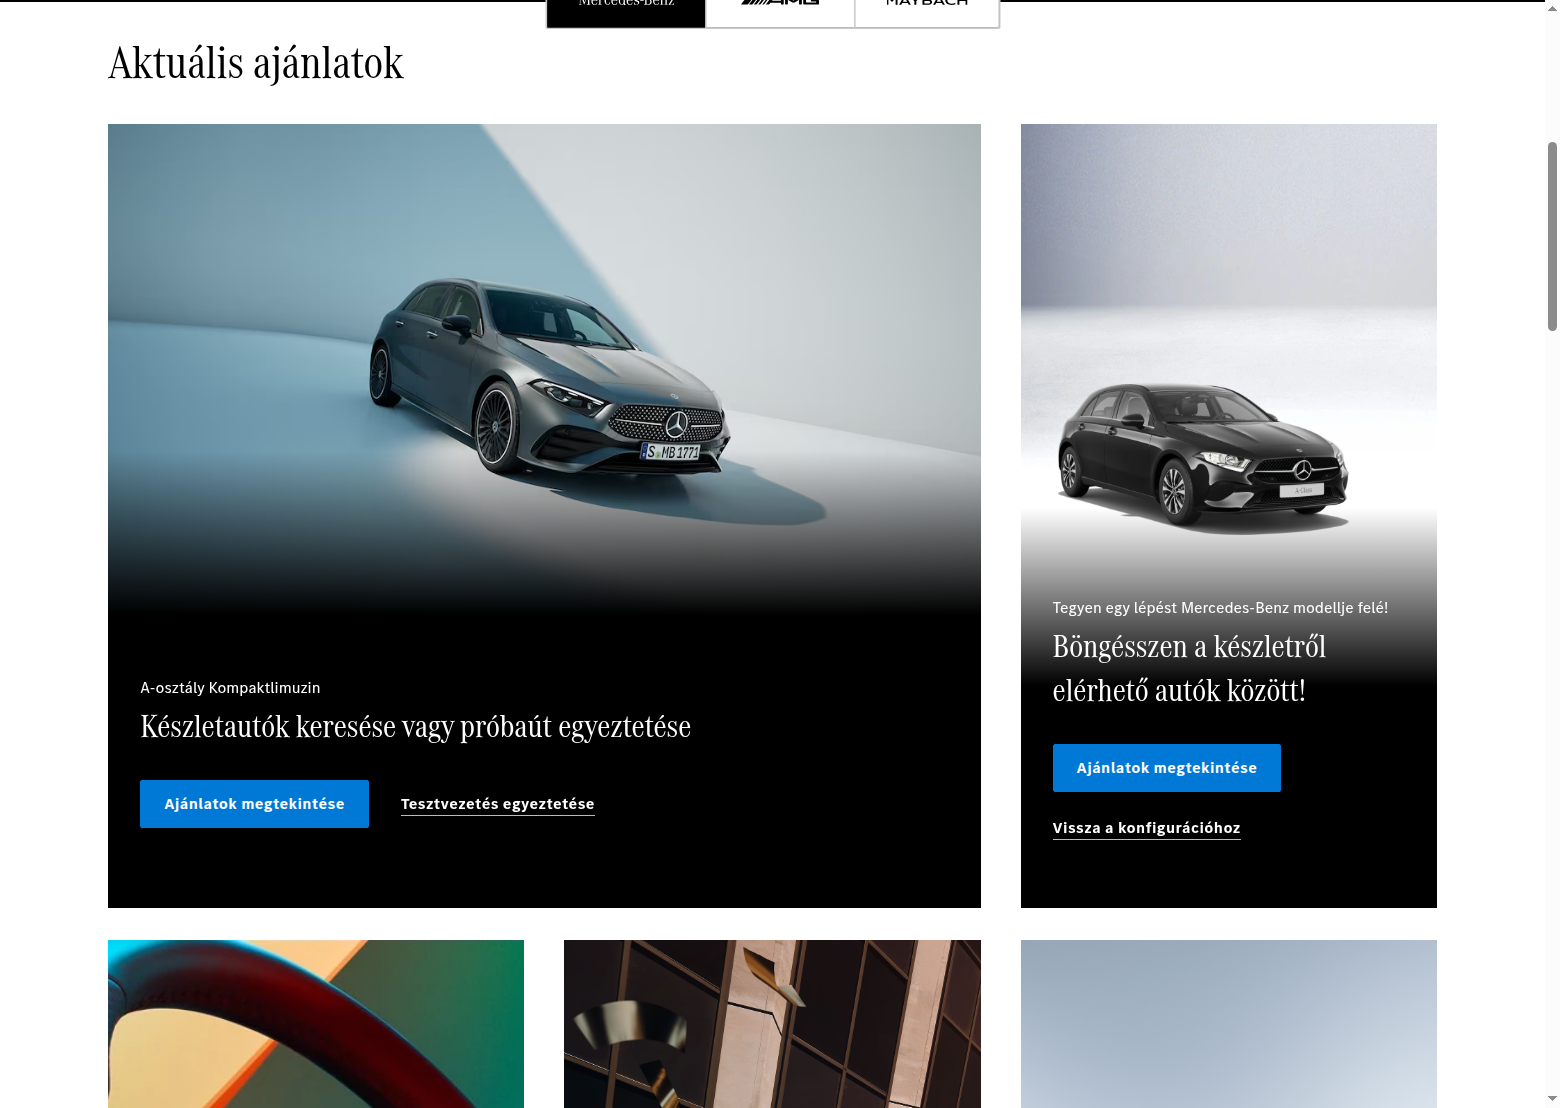 Mercedes-Benz
AMG
MAYBACH
Aktuális ajánlatok
S MB 1771
A-Class
A-osztály Kompaktlimuzin
Készletautók keresése vagy próbaút egyeztetése
Ajánlatok megtekintése
Tesztvezetés egyeztetése
Tegyen egy lépést Mercedes-Benz modellje felé!
Böngésszen a készletről
elérhető autók között!
Ajánlatok megtekintése
Vissza a konfigurációhoz